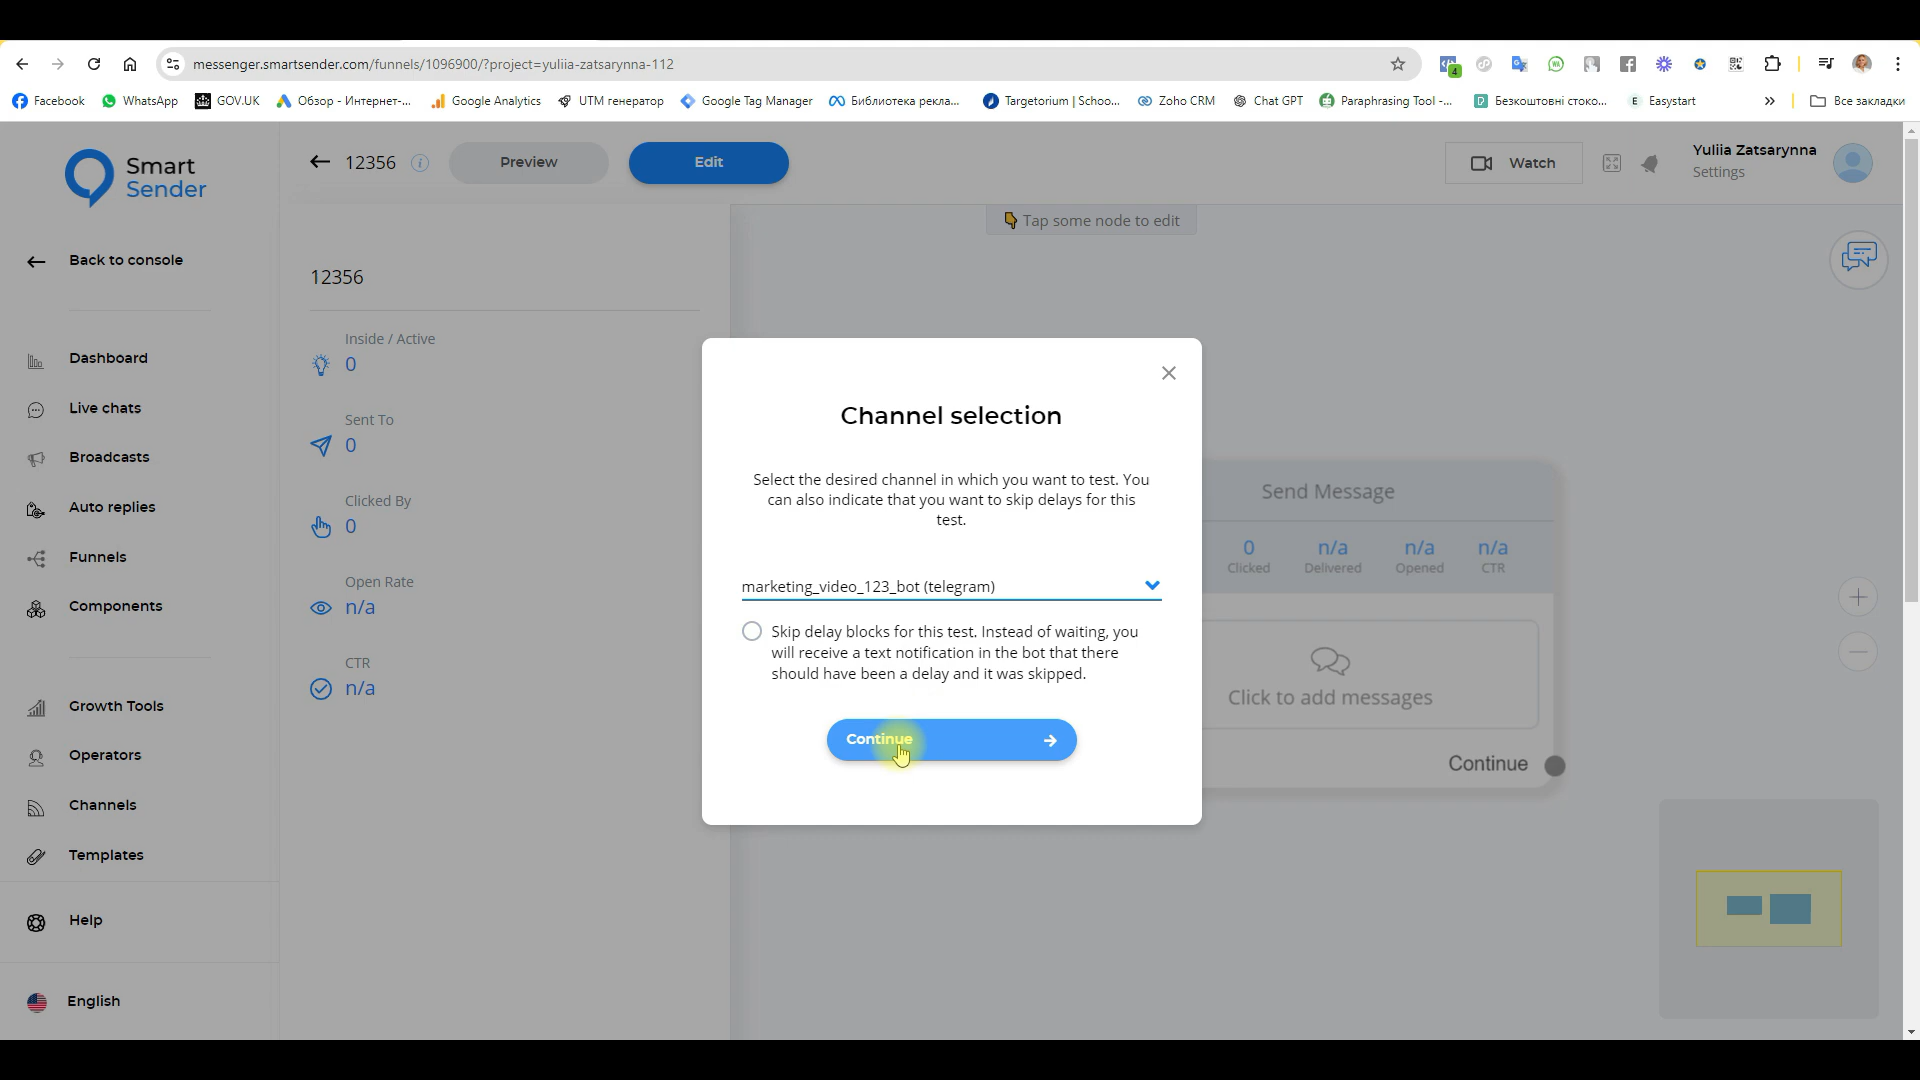 messenger.smartsender.com/funnels/1096900/?project=yuliia-zatsarynna-112
4
Facebook
WhatsApp
GOV.UK
Обзор - Интернет-...
Google Analytics
UTM генератор
Google Tag Manager
Библиотека рекла...
Targetorium | Schoo...
Zoho CRM
Chat GPT
Paraphrasing Tool -...
Безкоштовні стоко...
E Easystart
»
Все закладки
Smart
Sender
12356
Preview
Edit
Watch
Yuliia Zatsarynna
Settings
Tap some node to edit
Back to console
Dashboard
Live chats
Broadcasts
Auto replies
Funnels
Components
Growth Tools
Operators
Channels
Templates
Help
English
12356
Inside / Active
0
Sent To
0
Clicked By
0
Open Rate
n/a
CTR
n/a
Channel selection
Select the desired channel in which you want to test. You
can also indicate that you want to skip delays for this
test.
marketing_video_123_bot (telegram)
Skip delay blocks for this test. Instead of waiting, you
will receive a text notification in the bot that there
should have been a delay and it was skipped.
Continue
Send Message
0 n/a n/a n/a
Clicked Delivered Opened CTR
Click to add messages
Continue